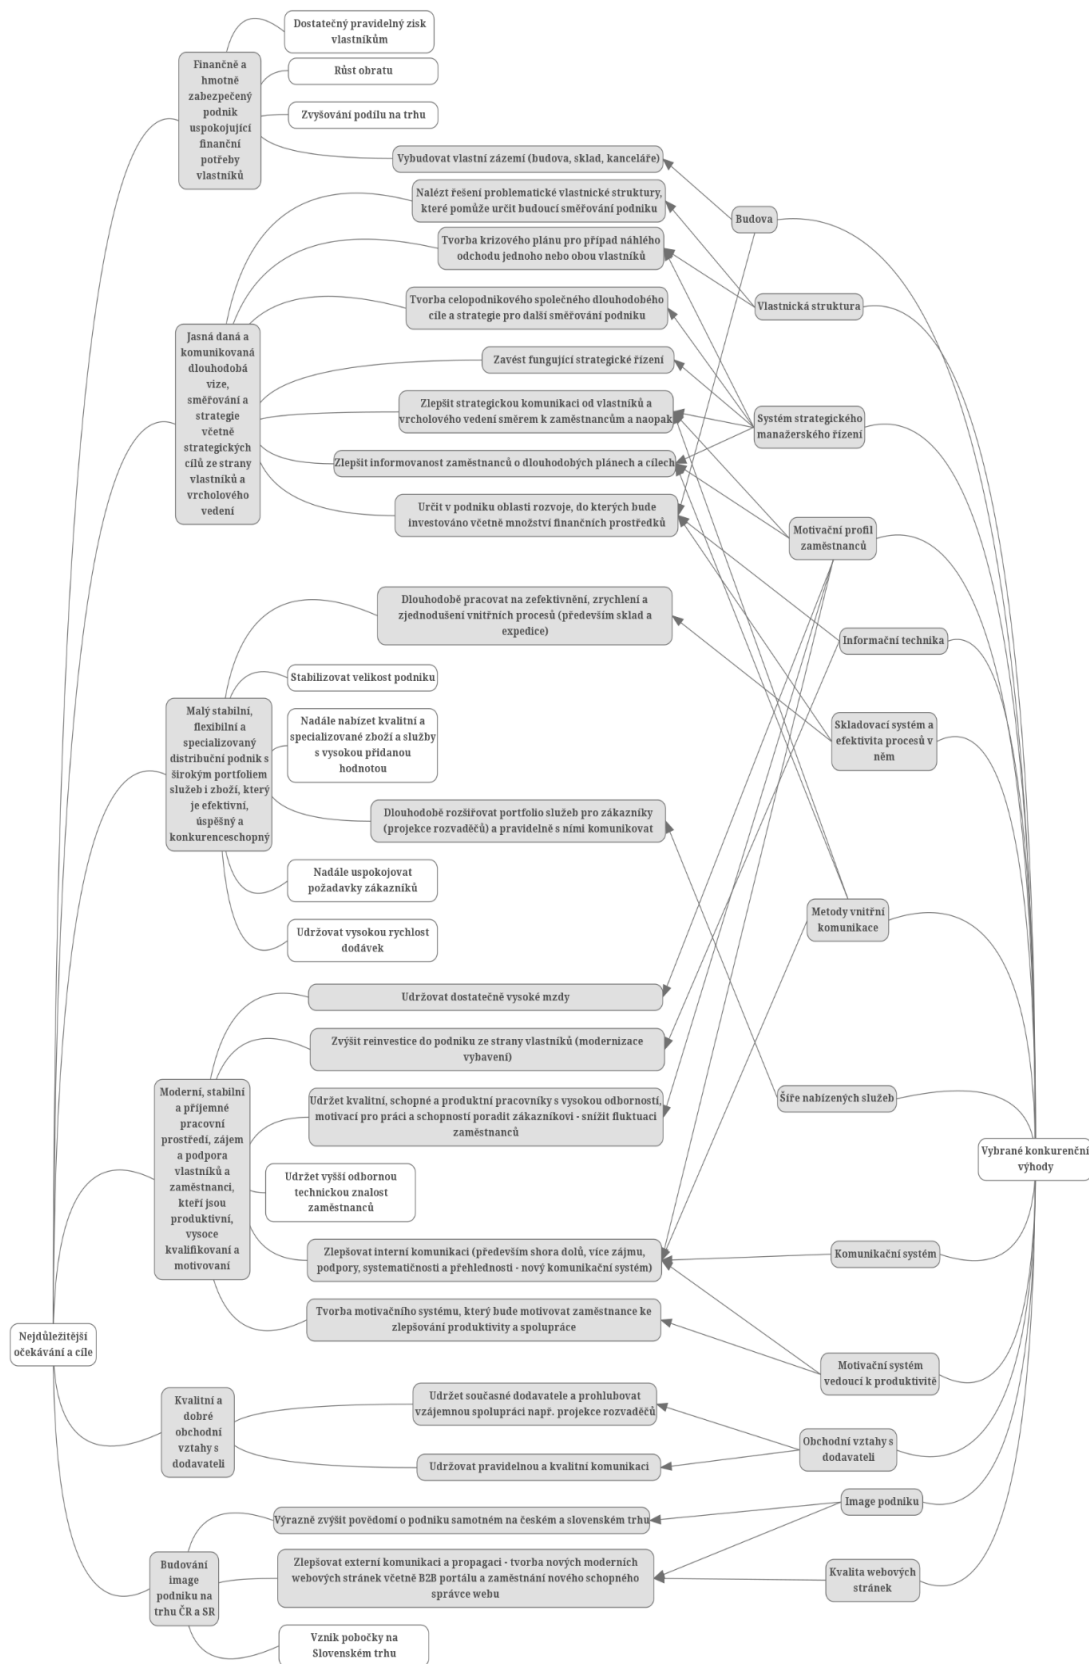 Dostatečný pravidelný zisk
vlastníkům
Finančně a
hmotně
zabezpečený
podnik
uspokojující
finanční
potřeby
vlastníků
Růst obratu
Zvyšování podílu na trhu
Vybudovat vlastní zázemí (budova, sklad, kanceláře)
Nalézt řešení problematické vlastnické struktury,
které pomůže určit budoucí směřování podniku
Budova
Tvorba krizového plánu pro případ náhlého
odchodu jednoho nebo obou vlastníků
Tvorba celopodnikového společného dlouhodobého
cíle a strategie pro další směřování podniku
Vlastnická struktura
Jasná daná a
komunikovaná
dlouhodobá
vize,
směřování a
strategie
včetně
strategických
cílů ze strany
vlastníků a
vrcholového
vedení
Zavést fungující strategické řízení
Zlepšit strategickou komunikaci od vlastníků a
vrcholového vedení směrem k zaměstnancům a naopak
Systém strategického
manažerského řízení
Zlepšit informovanost zaměstnanců o dlouhodobých plánech a cílech
Určit v podniku oblasti rozvoje, do kterých bude
investováno včetně množství finančních prostředků
Motivační profil
zaměstnanců
Dlouhodobě pracovat na zefektivnění, zrychlení a
zjednodušení vnitřních procesů (především sklad a
expedice)
Informační technika
Stabilizovat velikost podniku
Malý stabilní,
flexibilní a
specializovaný
distribuční podnik s
širokým portfoliem
služeb i zboží, který
je efektivní,
úspěšný a
konkurenceschopný
Nadále nabízet kvalitní a
specializované zboží a služby
s vysokou přidanou
hodnotou
Skladovací systém a
efektivita procesů v
něm
Dlouhodobě rozšiřovat portfolio služeb pro zákazníky
(projekce rozvaděčů) a pravidelně s nimi komunikovat
Nadále uspokojovat
požadavky zákazníků
Metody vnitřní
komunikace
Udržovat vysokou rychlost
dodávek
Udržovat dostatečně vysoké mzdy
Zvýšit reinvestice do podniku ze strany vlastníků (modernizace
vybavení)
Moderní, stabilní
a příjemné
pracovní
prostředí, zájem
a podpora
vlastníků a
zaměstnanci,
kteří jsou
produktivní,
vysoce
kvalifikovaní a
motivovaní
Udržet kvalitní, schopné a produktní pracovníky s vysokou odborností,
motivací pro práci a schopností poradit zákazníkovi - snížit fluktuaci
zaměstnanců
Šíře nabízených služeb
Udržet vyšší odbornou
technickou znalost
zaměstnanců
Vybrané konkurenční
výhody
Zlepšovat interní komunikaci (především shora dolů, více zájmu,
podpory, systematičnosti a přehlednosti - nový komunikační systém)
Komunikační systém
Tvorba motivačního systému, který bude motivovat zaměstnance ke
zlepšování produktivity a spolupráce
Nejdůležitější
očekávání a cíle
Motivační systém
vedoucí k produktivitě
Kvalitní a
dobré
obchodní
vztahy s
dodavateli
Udržet současné dodavatele a prohlubovat
vzájemnou spolupráci např. projekce rozvaděčů
Obchodní vztahy s
dodavateli
Udržovat pravidelnou a kvalitní komunikaci
Image podniku
Výrazně zvýšit povědomí o podniku samotném na českém a slovenském trhu
Budování
image
podniku na
trhu ČR a SR
Zlepšovat externí komunikaci a propagaci - tvorba nových moderních
webových stránek včetně B2B portálu a zaměstnání nového schopného
správce webu
Kvalita webových
stránek
Vznik pobočky na
Slovenském trhu